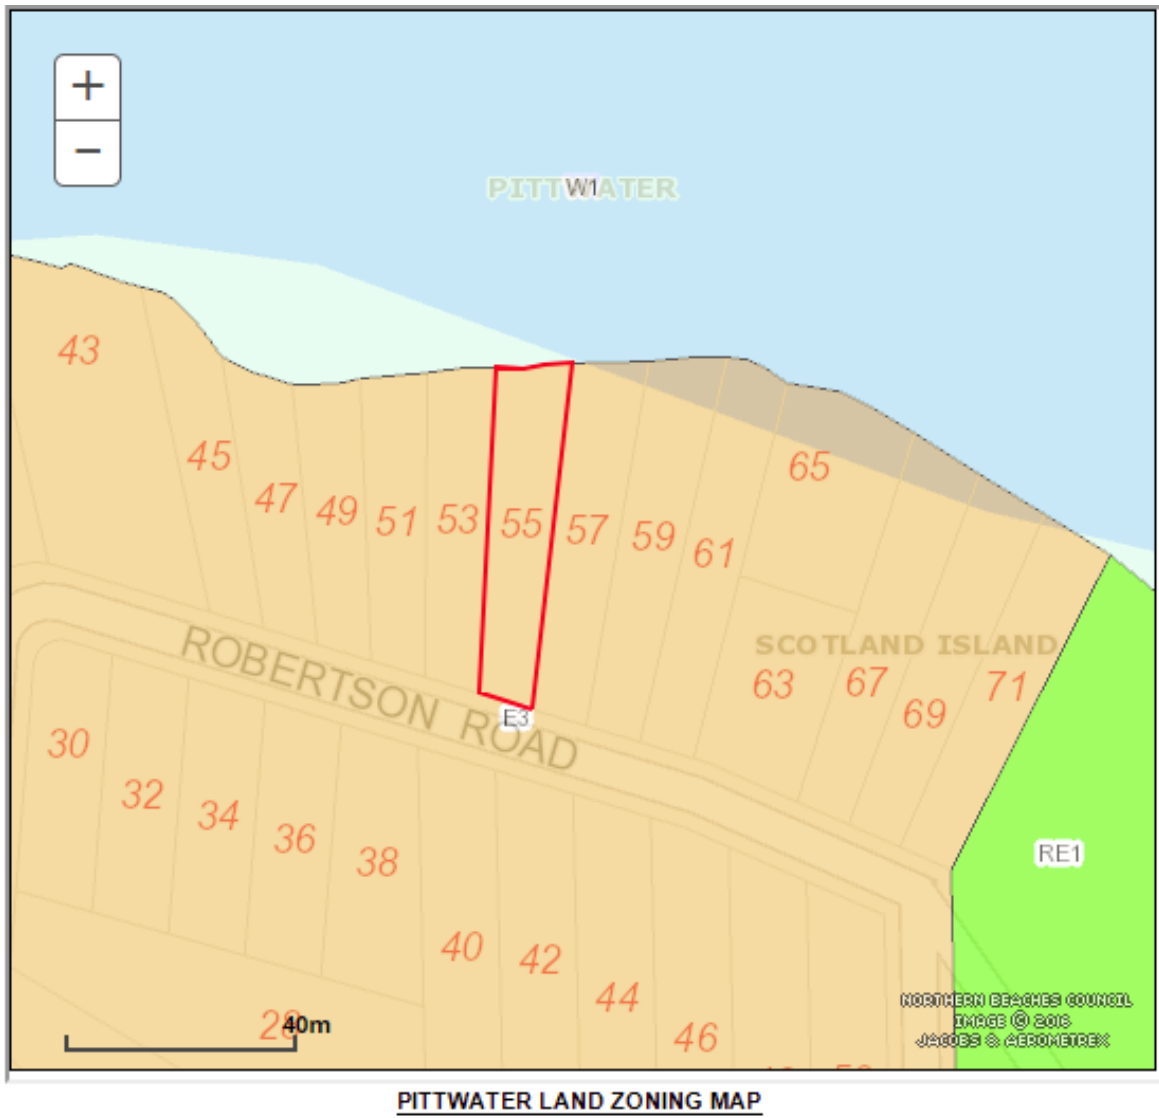 +
−
PITTWATER
W1
43
45
47
49
51
53
55
57
59
61
65
SCOTLAND ISLAND
63
67
69
71
ROBERTSON ROAD
E3
30
32
34
36
38
40
42
44
46
28
RE1
40m
NORTHERN BEACHES COUNCIL
IMAGE © 2016
JACOBS & AEROMETREX
PITTWATER LAND ZONING MAP